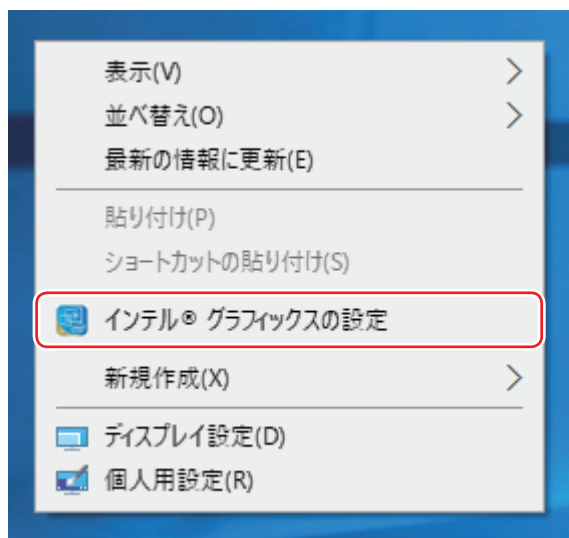 表示(V)
並べ替え(O)
最新の情報に更新(E)
貼り付け(P)
ショートカットの貼り付け(S)
インテル® グラフィックスの設定
新規作成(X)
ディスプレイ設定(D)
個人用設定(R)